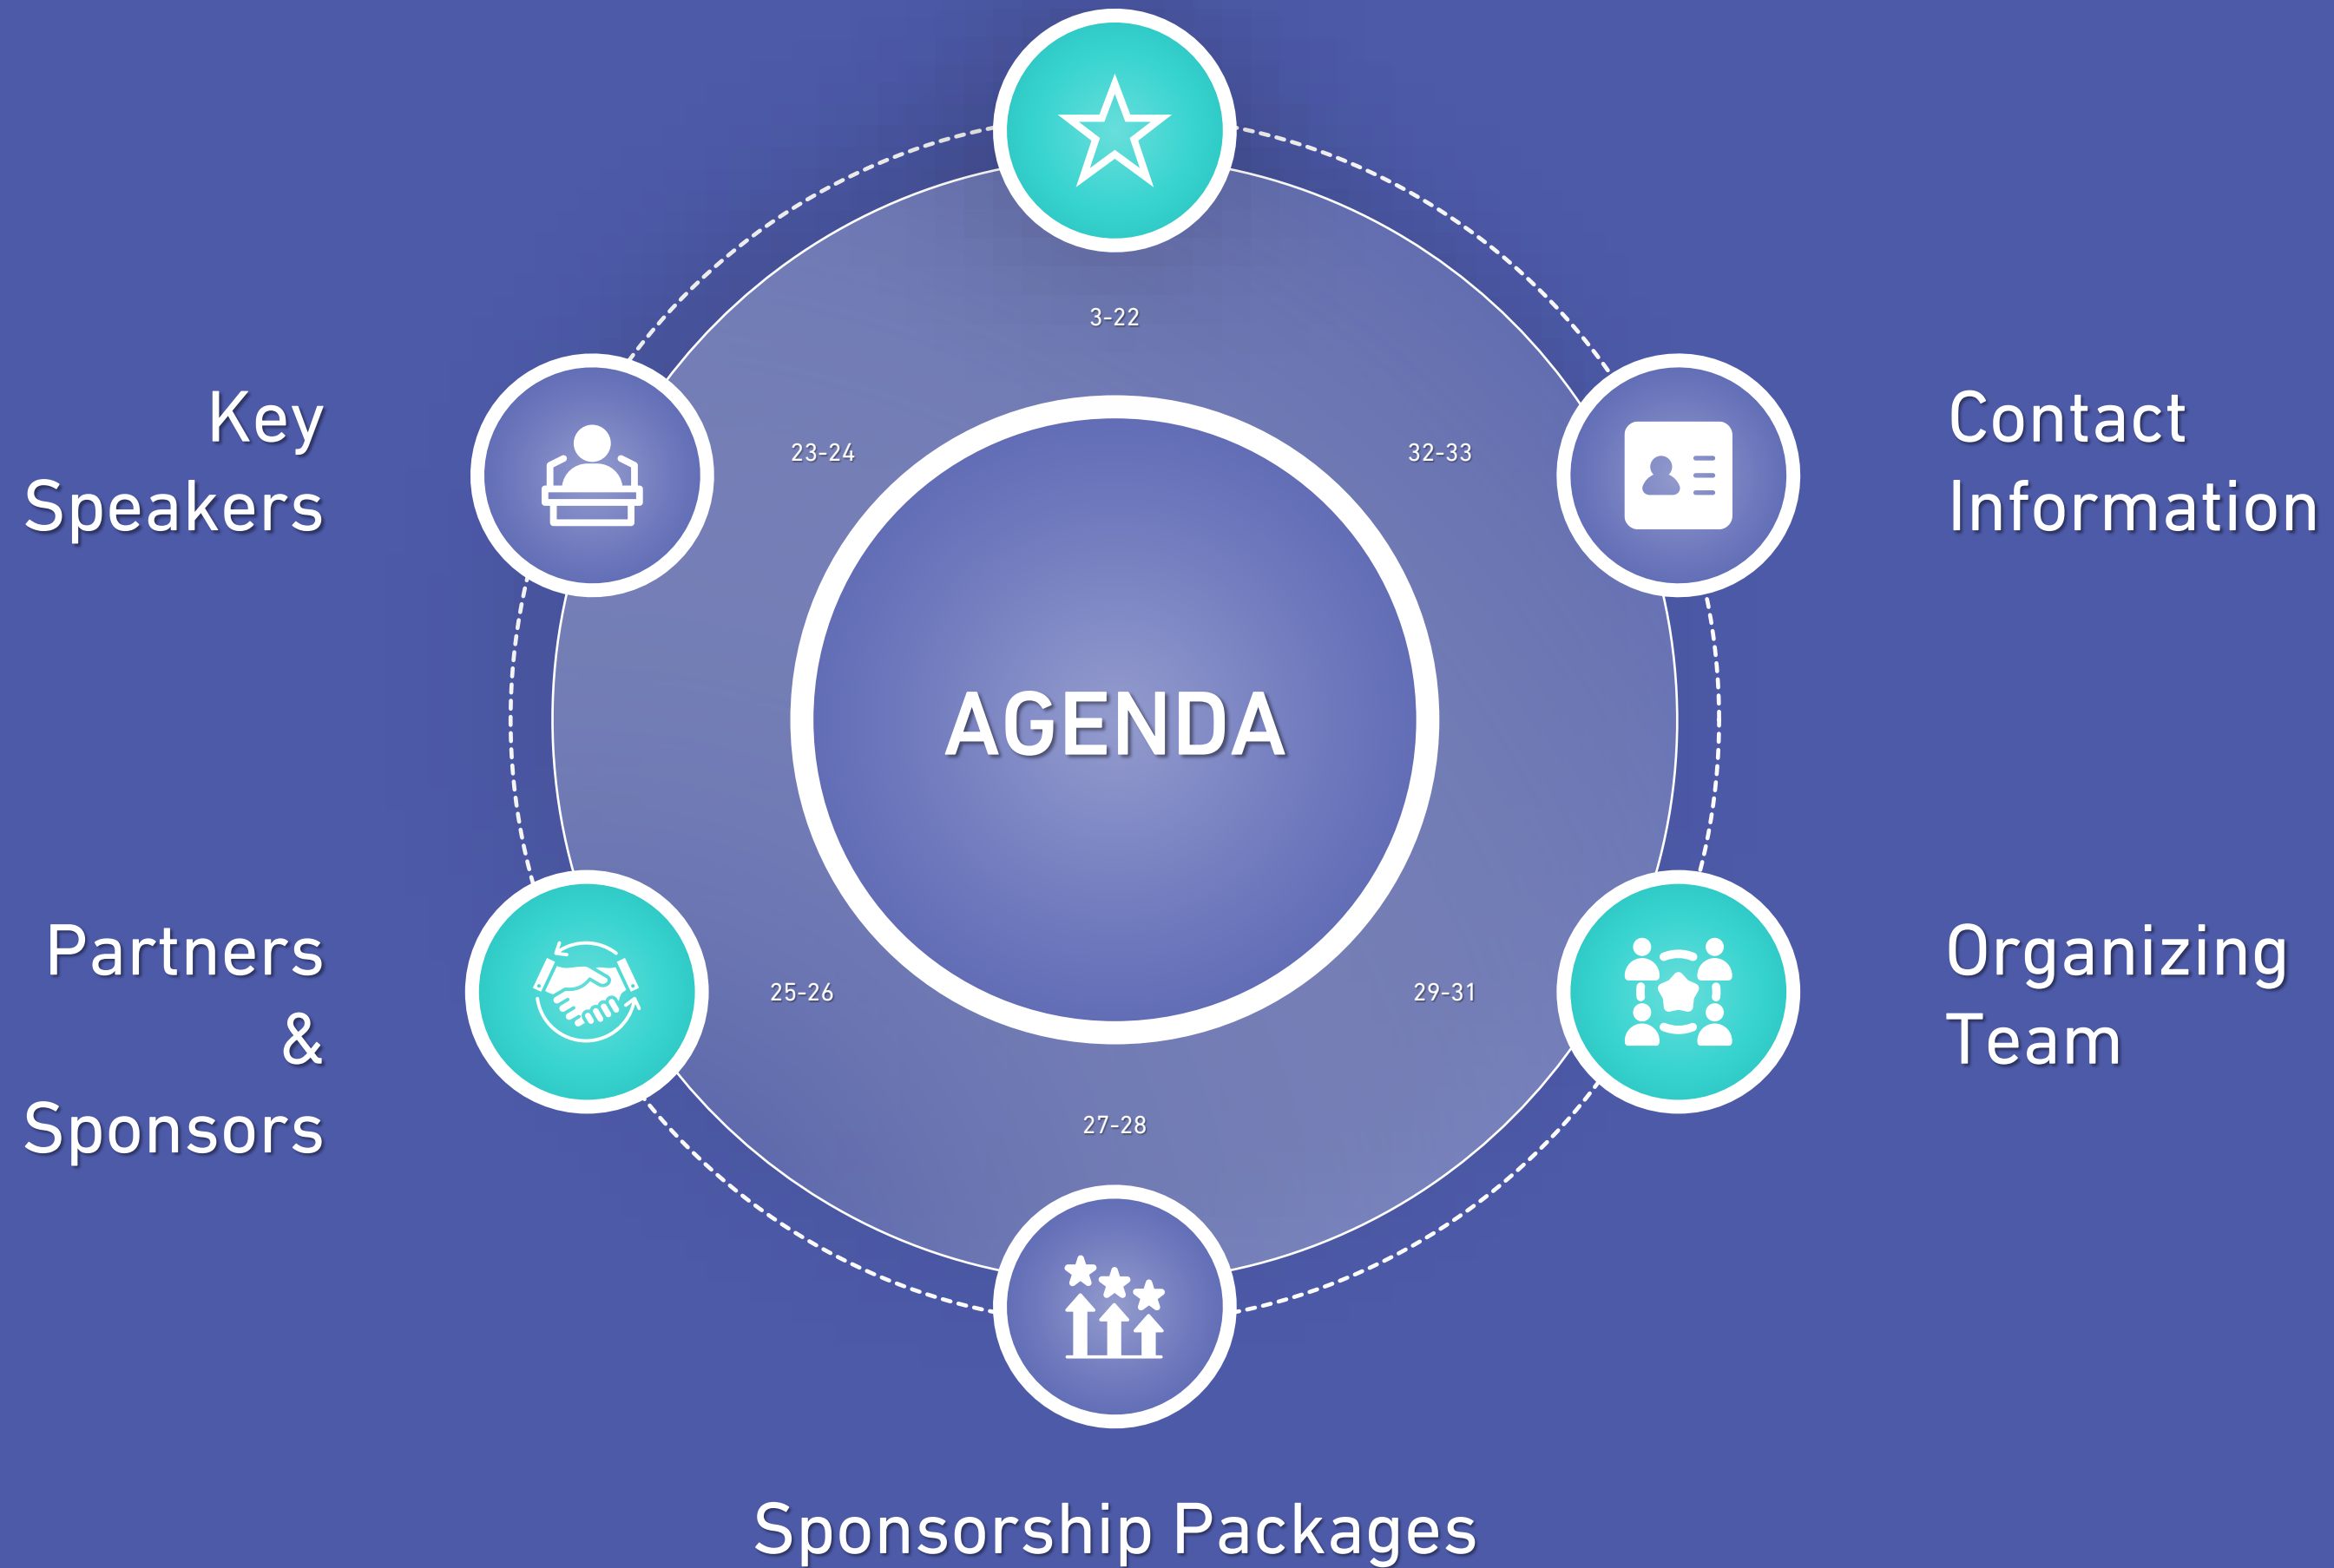 3-22
Key
Speakers
23-24
32-33
Contact
Information
AGENDA
Partners
&
Sponsors
25-26
29-31
Organizing
Team
27-28
Sponsorship Packages